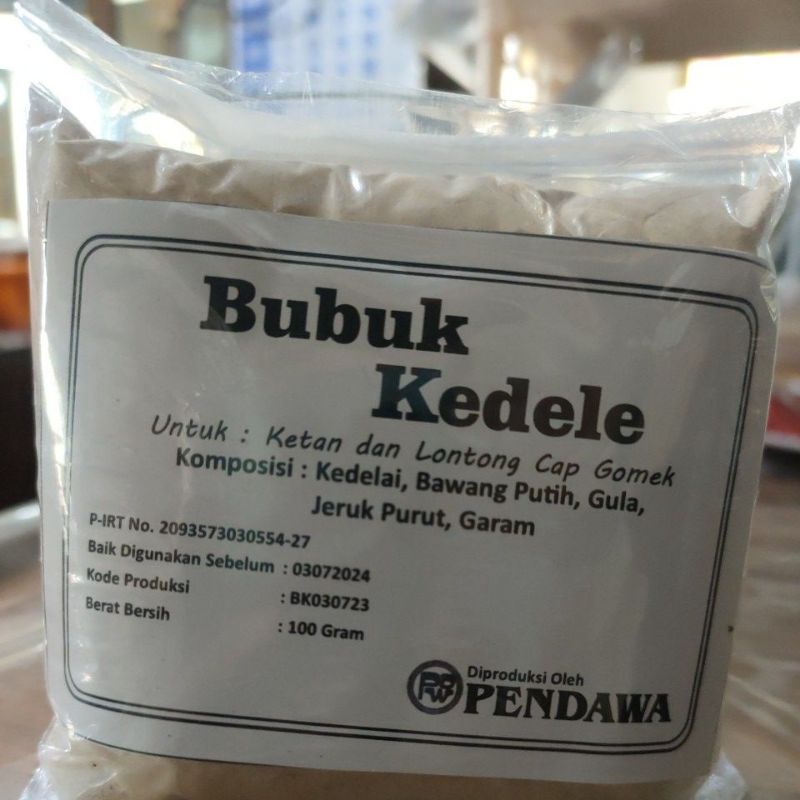 Bubuk
Kedele
Untuk : Ketan dan Lontong Cap Gomek
Komposisi : Kedelai, Bawang Putih, Gula,
Jeruk Purut, Garam
P-IRT No. 2093573030554-27
Baik Digunakan Sebelum : 03072024
Kode Produksi : BK030723
Berat Bersih : 100 Gram
Diproduksi Oleh
PENDAWA